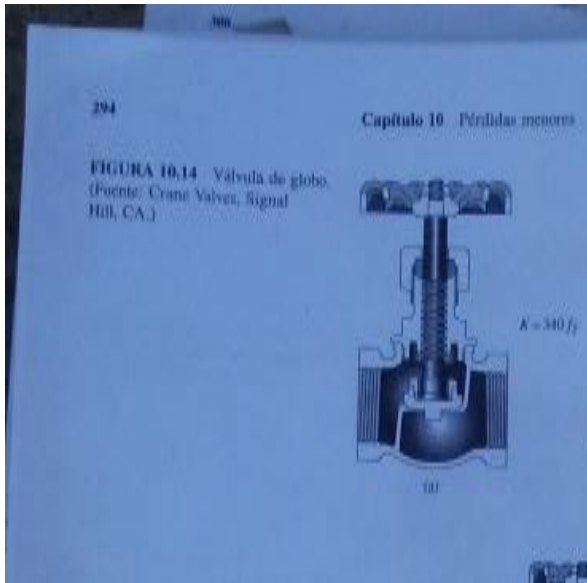 300
294
Capítulo 10 Pérdidas menores
FIGURA 10.14 Válvula de globo.
(Fuente: Crane Valves, Signal
Hill, CA.)
K = 340 fT
(a)